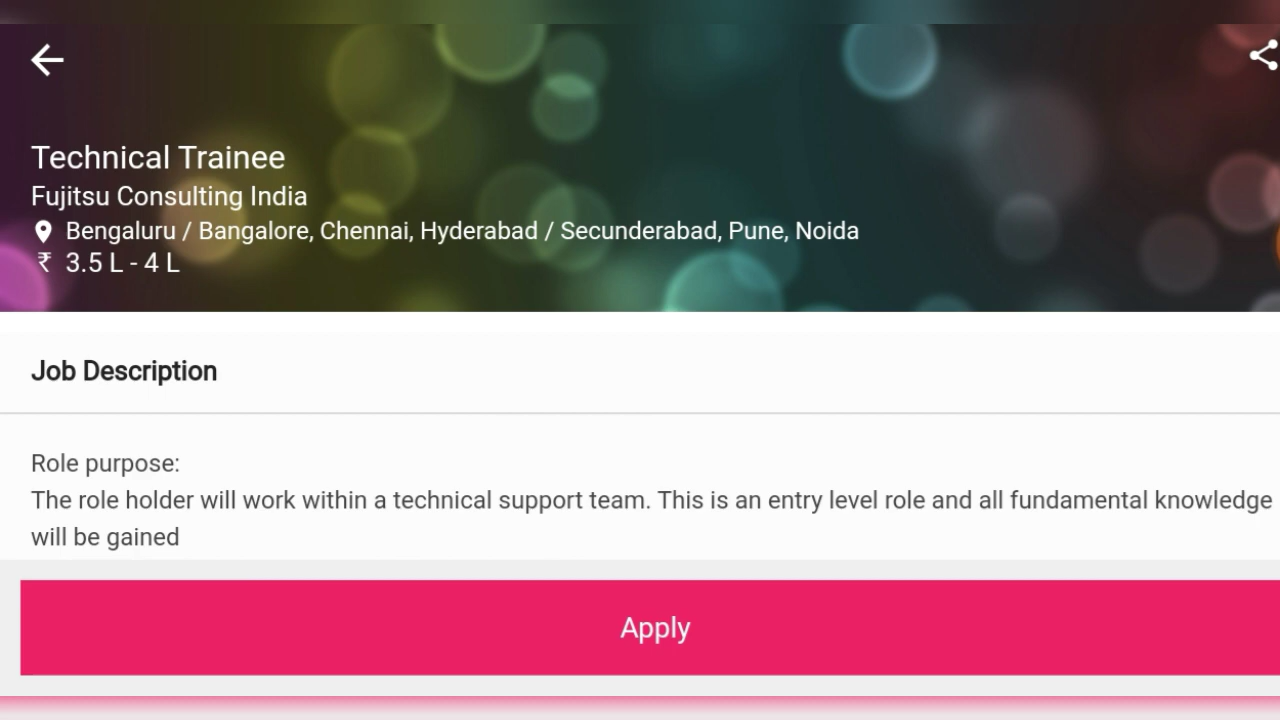 Technical Trainee
Fujitsu Consulting India
Bengaluru / Bangalore, Chennai, Hyderabad / Secunderabad, Pune, Noida
₹ 3.5 L - 4 L
Job Description
Role purpose:
The role holder will work within a technical support team. This is an entry level role and all fundamental knowledge
will be gained
Apply